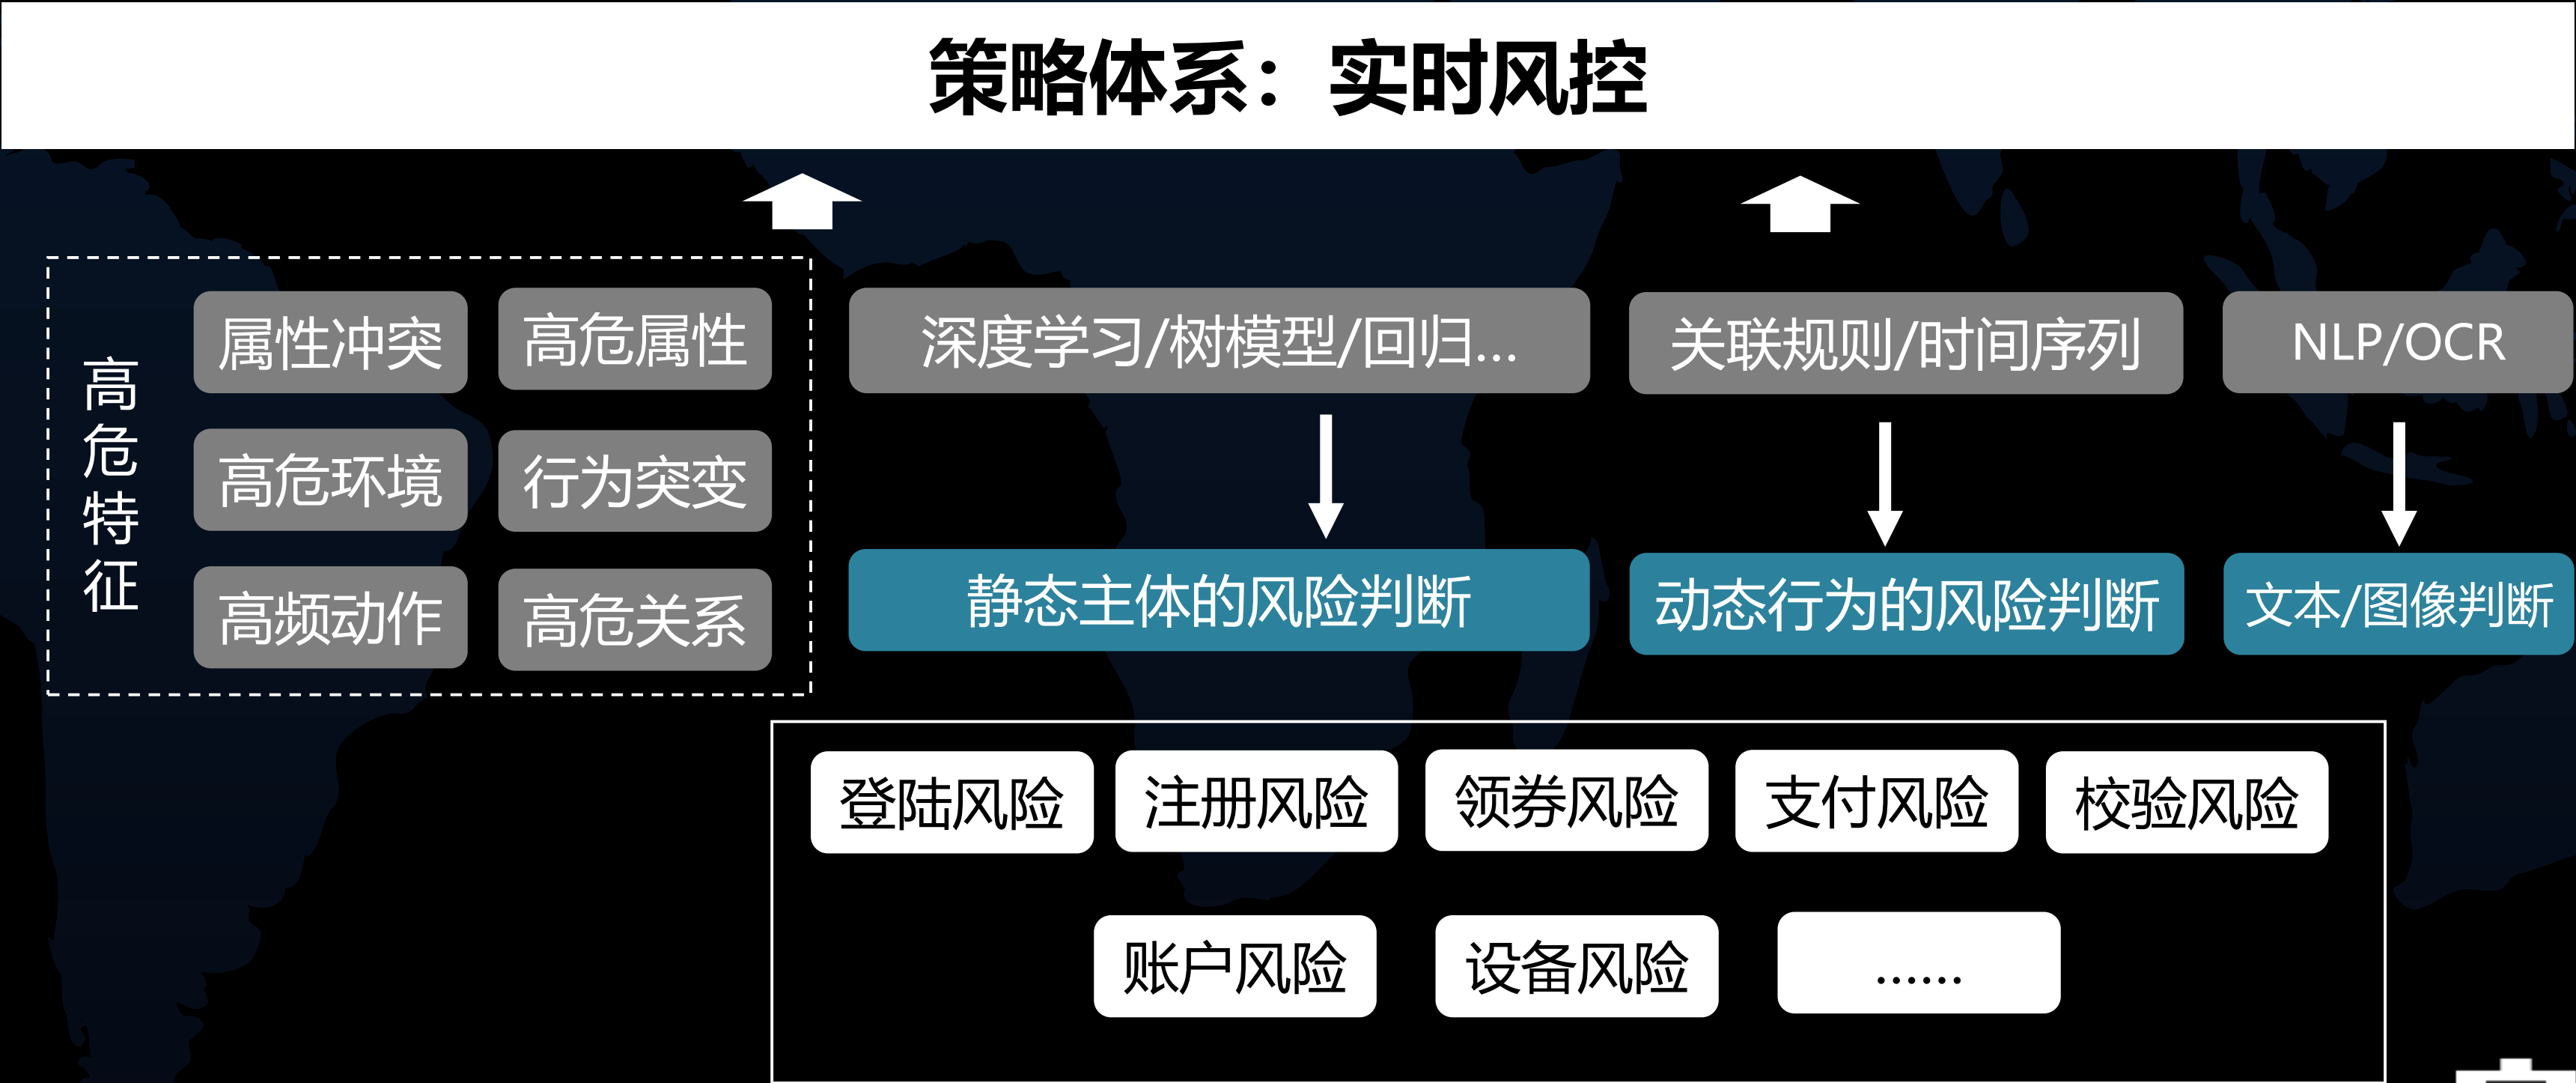 策略体系：实时风控
高危特征
属性冲突
高危属性
高危环境
行为突变
高频动作
高危关系
深度学习/树模型/回归...
关联规则/时间序列
NLP/OCR
静态主体的风险判断
动态行为的风险判断
文本/图像判断
登陆风险
注册风险
领券风险
支付风险
校验风险
账户风险
设备风险
......